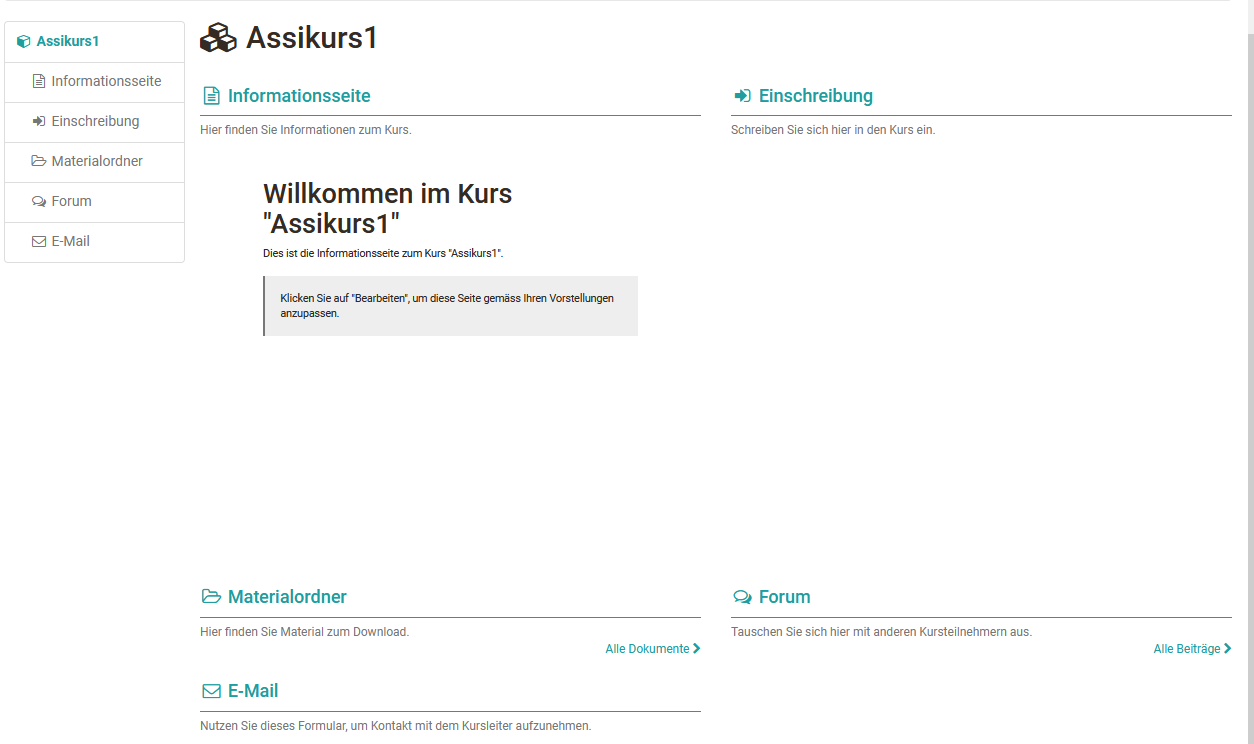 Assikurs1
Informationsseite
Einschreibung
Materialordner
Forum
E-Mail
Assikurs1
Informationsseite
Hier finden Sie Informationen zum Kurs.
Willkommen im Kurs
"Assikurs1"
Dies ist die Informationsseite zum Kurs "Assikurs1".
Klicken Sie auf "Bearbeiten", um diese Seite gemäss Ihren Vorstellungen
anzupassen.
Einschreibung
Schreiben Sie sich hier in den Kurs ein.
Materialordner
Hier finden Sie Material zum Download.
Alle Dokumente
Forum
Tauschen Sie sich hier mit anderen Kursteilnehmern aus.
Alle Beiträge
E-Mail
Nutzen Sie dieses Formular, um Kontakt mit dem Kursleiter aufzunehmen.